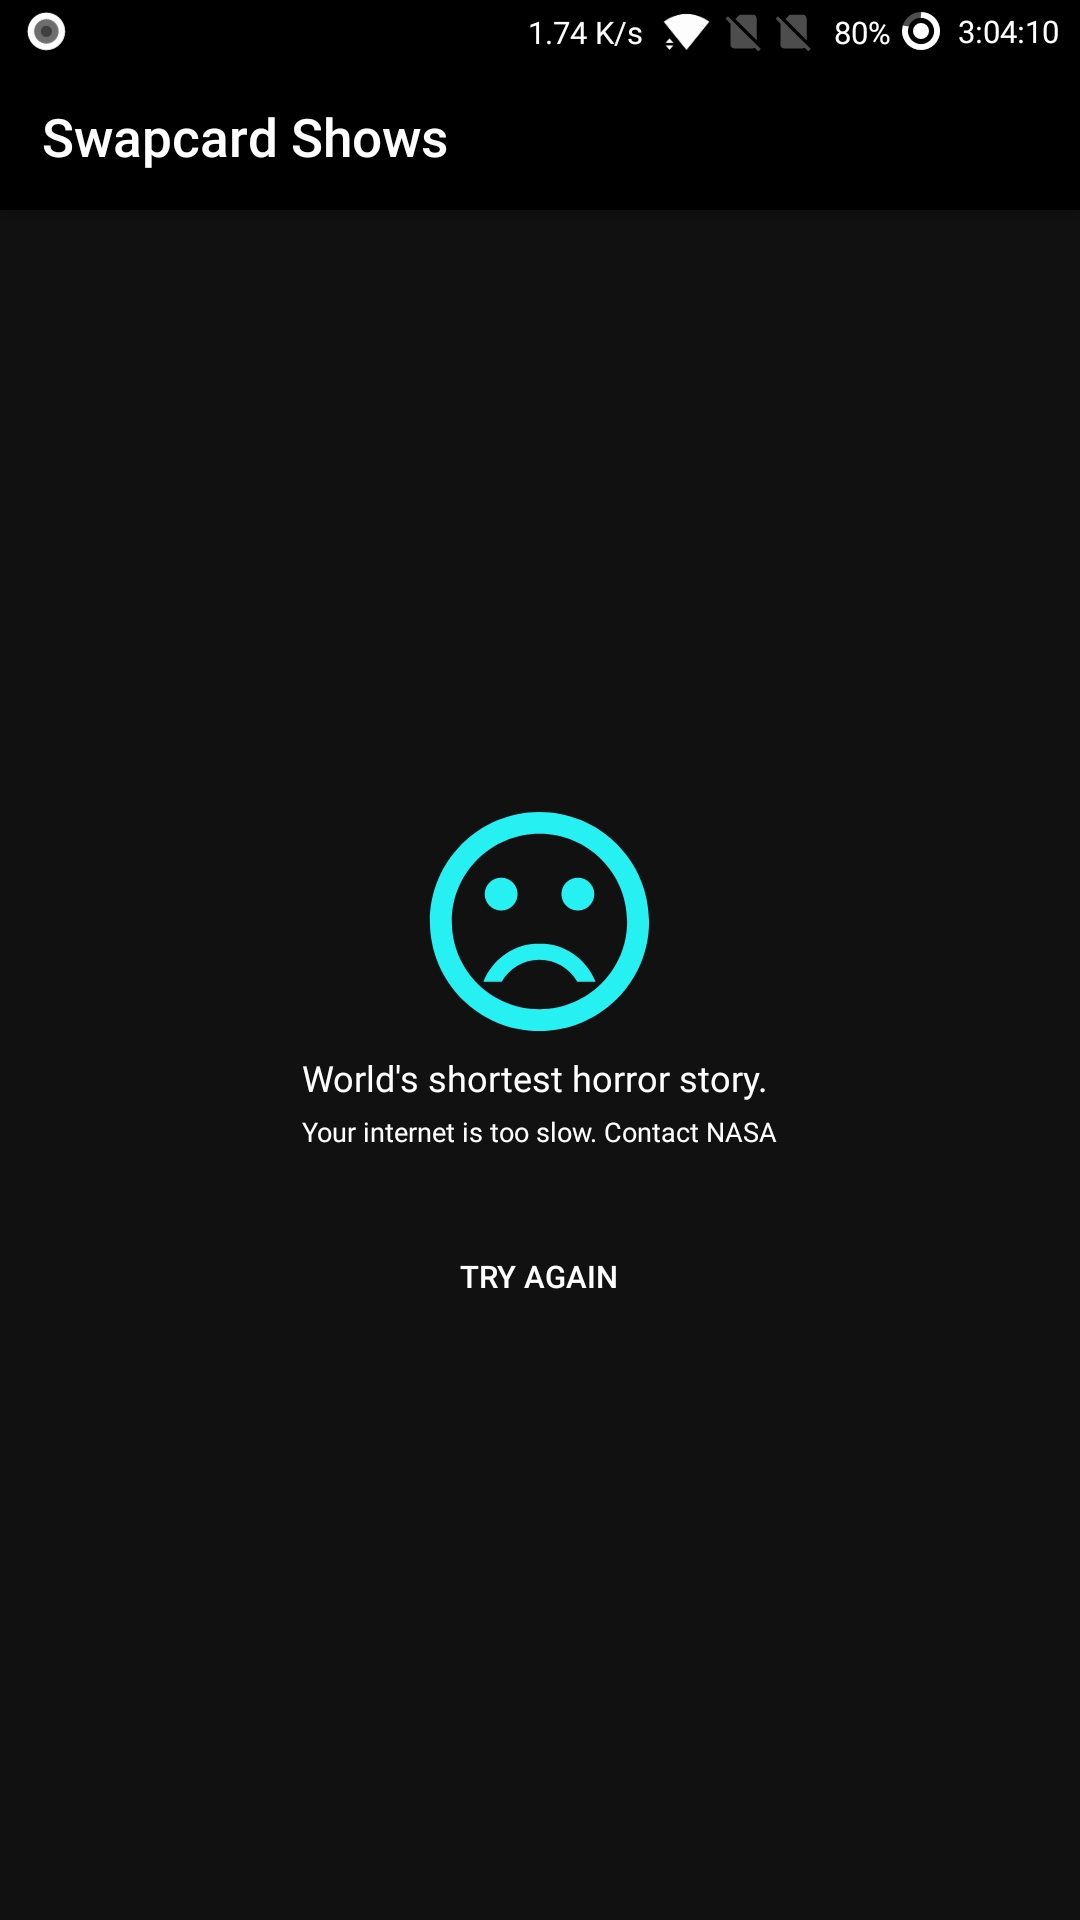 1.74 K/s 80% 3:04:10
Swapcard Shows
World's shortest horror story.
Your internet is too slow. Contact NASA
TRY AGAIN